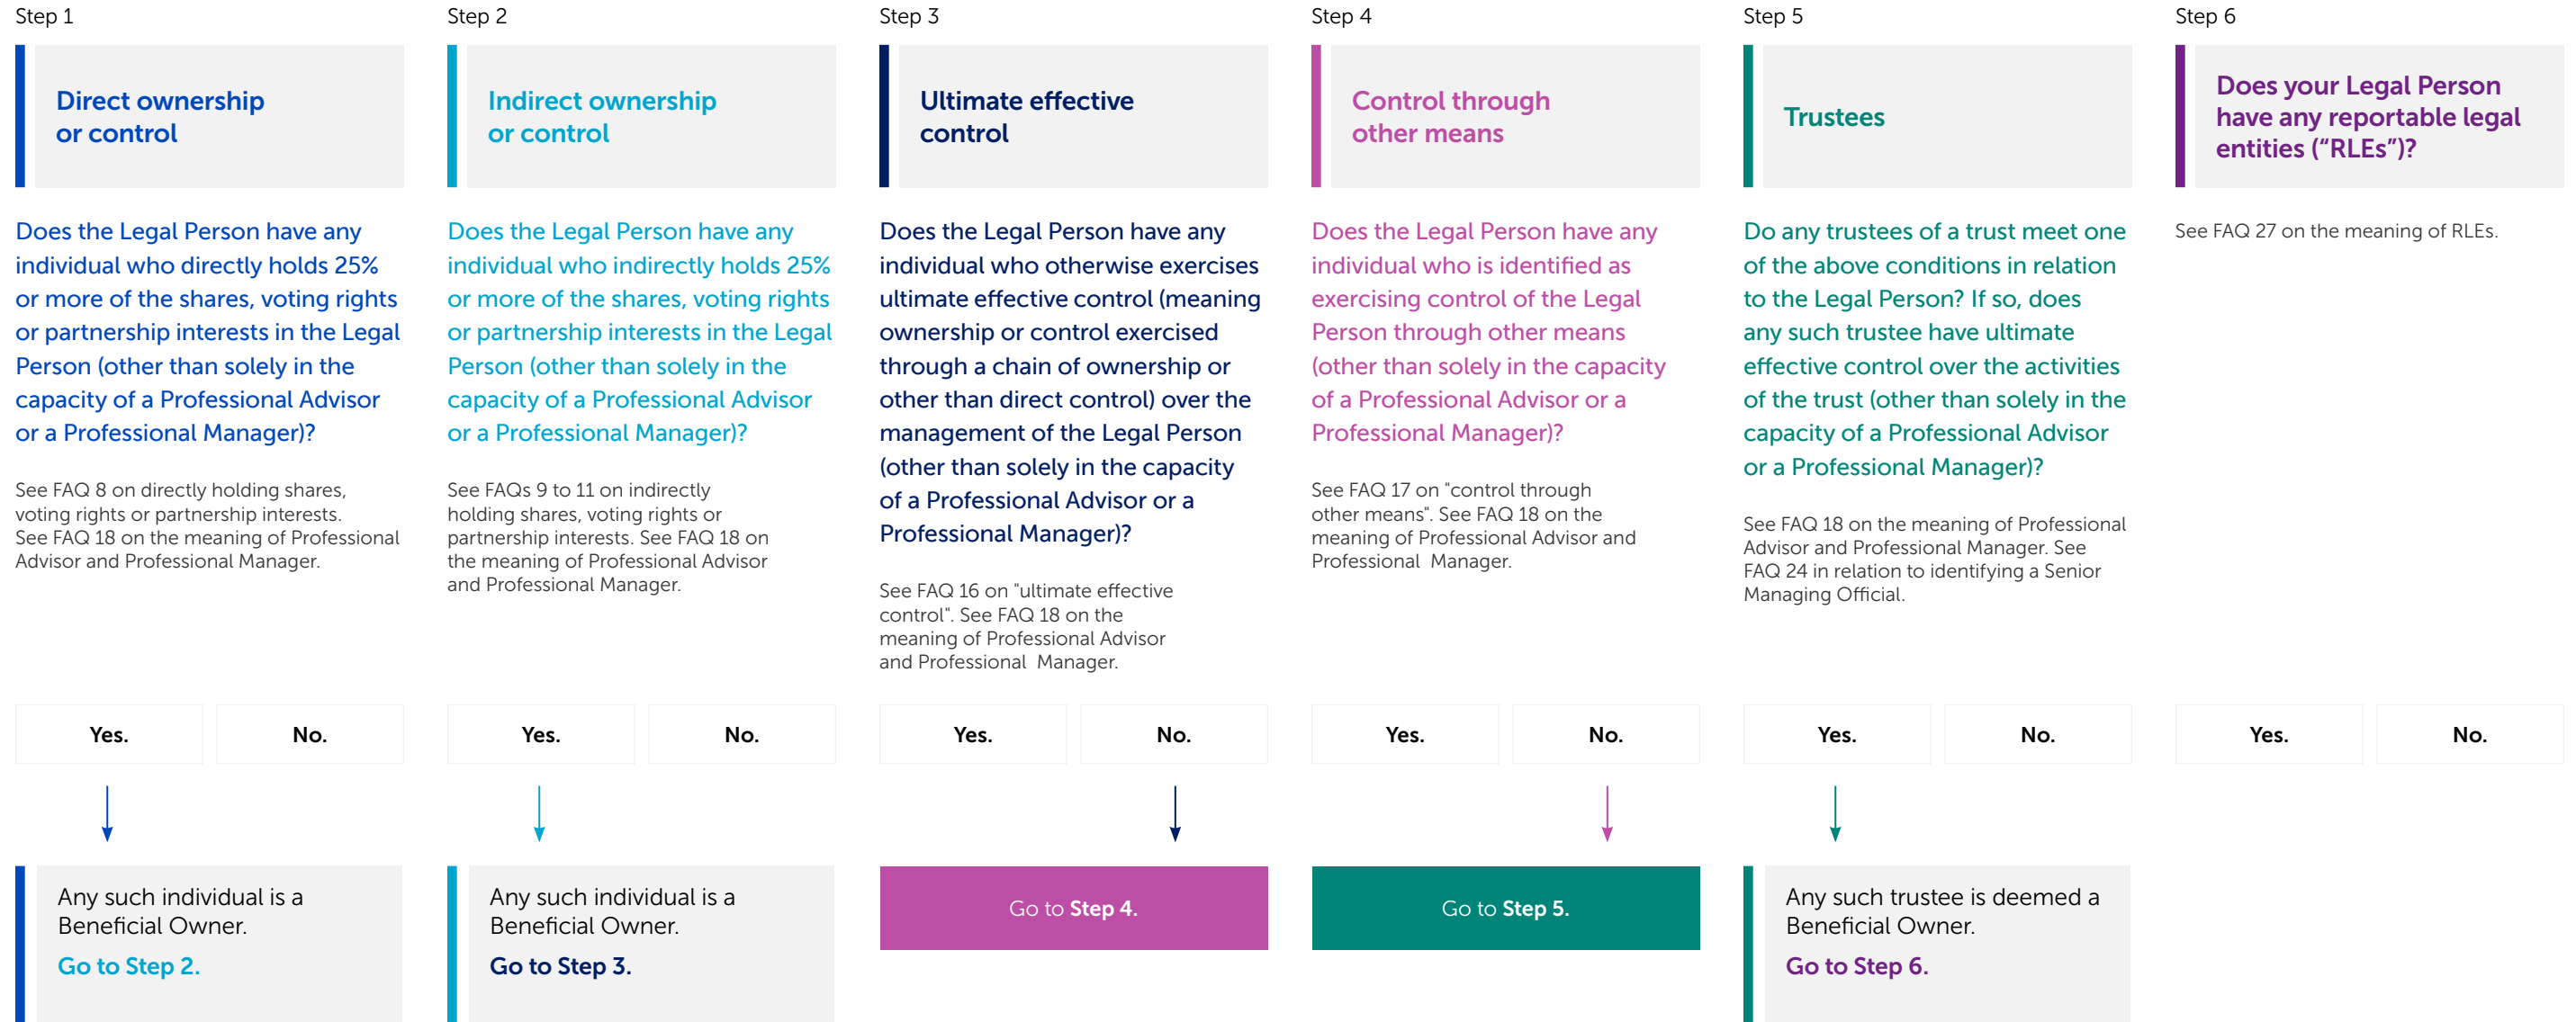 Step 1
Direct ownership
or control
Does the Legal Person have any
individual who directly holds 25%
or more of the shares, voting rights
or partnership interests in the Legal
Person (other than solely in the
capacity of a Professional Advisor
or a Professional Manager)?
See FAQ 8 on directly holding shares,
voting rights or partnership interests.
See FAQ 18 on the meaning of Professional
Advisor and Professional Manager.
Yes.
No.
Any such individual is a
Beneficial Owner.
Go to Step 2.
Step 2
Indirect ownership
or control
Does the Legal Person have any
individual who indirectly holds 25%
or more of the shares, voting rights
or partnership interests in the Legal
Person (other than solely in the
capacity of a Professional Advisor
or a Professional Manager)?
See FAQs 9 to 11 on indirectly
holding shares, voting rights or
partnership interests. See FAQ 18 on
the meaning of Professional Advisor
and Professional Manager.
Yes.
No.
Any such individual is a
Beneficial Owner.
Go to Step 3.
Step 3
Ultimate effective
control
Does the Legal Person have any
individual who otherwise exercises
ultimate effective control (meaning
ownership or control exercised
through a chain of ownership or
other than direct control) over the
management of the Legal Person
(other than solely in the capacity
of a Professional Advisor or a
Professional Manager)?
See FAQ 16 on "ultimate effective
control". See FAQ 18 on the
meaning of Professional Advisor
and Professional Manager.
Yes.
No.
Go to Step 4.
Step 4
Control through
other means
Does the Legal Person have any
individual who is identified as
exercising control of the Legal
Person through other means
(other than solely in the capacity
of a Professional Advisor or a
Professional Manager)?
See FAQ 17 on "control through
other means". See FAQ 18 on the
meaning of Professional Advisor and
Professional Manager.
Yes.
No.
Go to Step 5.
Step 5
Trustees
Do any trustees of a trust meet one
of the above conditions in relation
to the Legal Person? If so, does
any such trustee have ultimate
effective control over the activities
of the trust (other than solely in the
capacity of a Professional Advisor
or a Professional Manager)?
See FAQ 18 on the meaning of Professional
Advisor and Professional Manager. See
FAQ 24 in relation to identifying a Senior
Managing Official.
Yes.
No.
Any such trustee is deemed a
Beneficial Owner.
Go to Step 6.
Step 6
Does your Legal Person
have any reportable legal
entities (“RLEs”)?
See FAQ 27 on the meaning of RLEs.
Yes.
No.